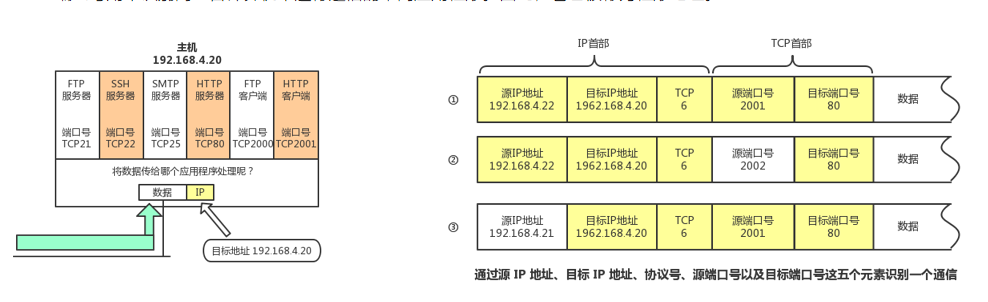 主机
192.168.4.20
FTP 服务器
SSH 服务器
SMTP 服务器
HTTP 服务器
FTP 客户端
HTTP 客户端
端口号 TCP21
端口号 TCP22
端口号 TCP25
端口号 TCP80
端口号 TCP2000
端口号 TCP2001
将数据传给哪个应用程序处理呢?
数据 IP
目标地址 192.168.4.20
IP首部 TCP首部
① 源IP地址 目标IP地址 TCP 源端口号 目标端口号 数据
192.168.4.22 1962.168.4.20 6 2001 80
② 源IP地址 目标IP地址 TCP 源端口号 目标端口号 数据
192.168.4.22 1962.168.4.20 6 2002 80
③ 源IP地址 目标IP地址 TCP 源端口号 目标端口号 数据
192.168.4.21 1962.168.4.20 6 2001 80
通过源 IP 地址、目标 IP 地址、协议号、源端口号以及目标端口号这五个元素识别一个通信